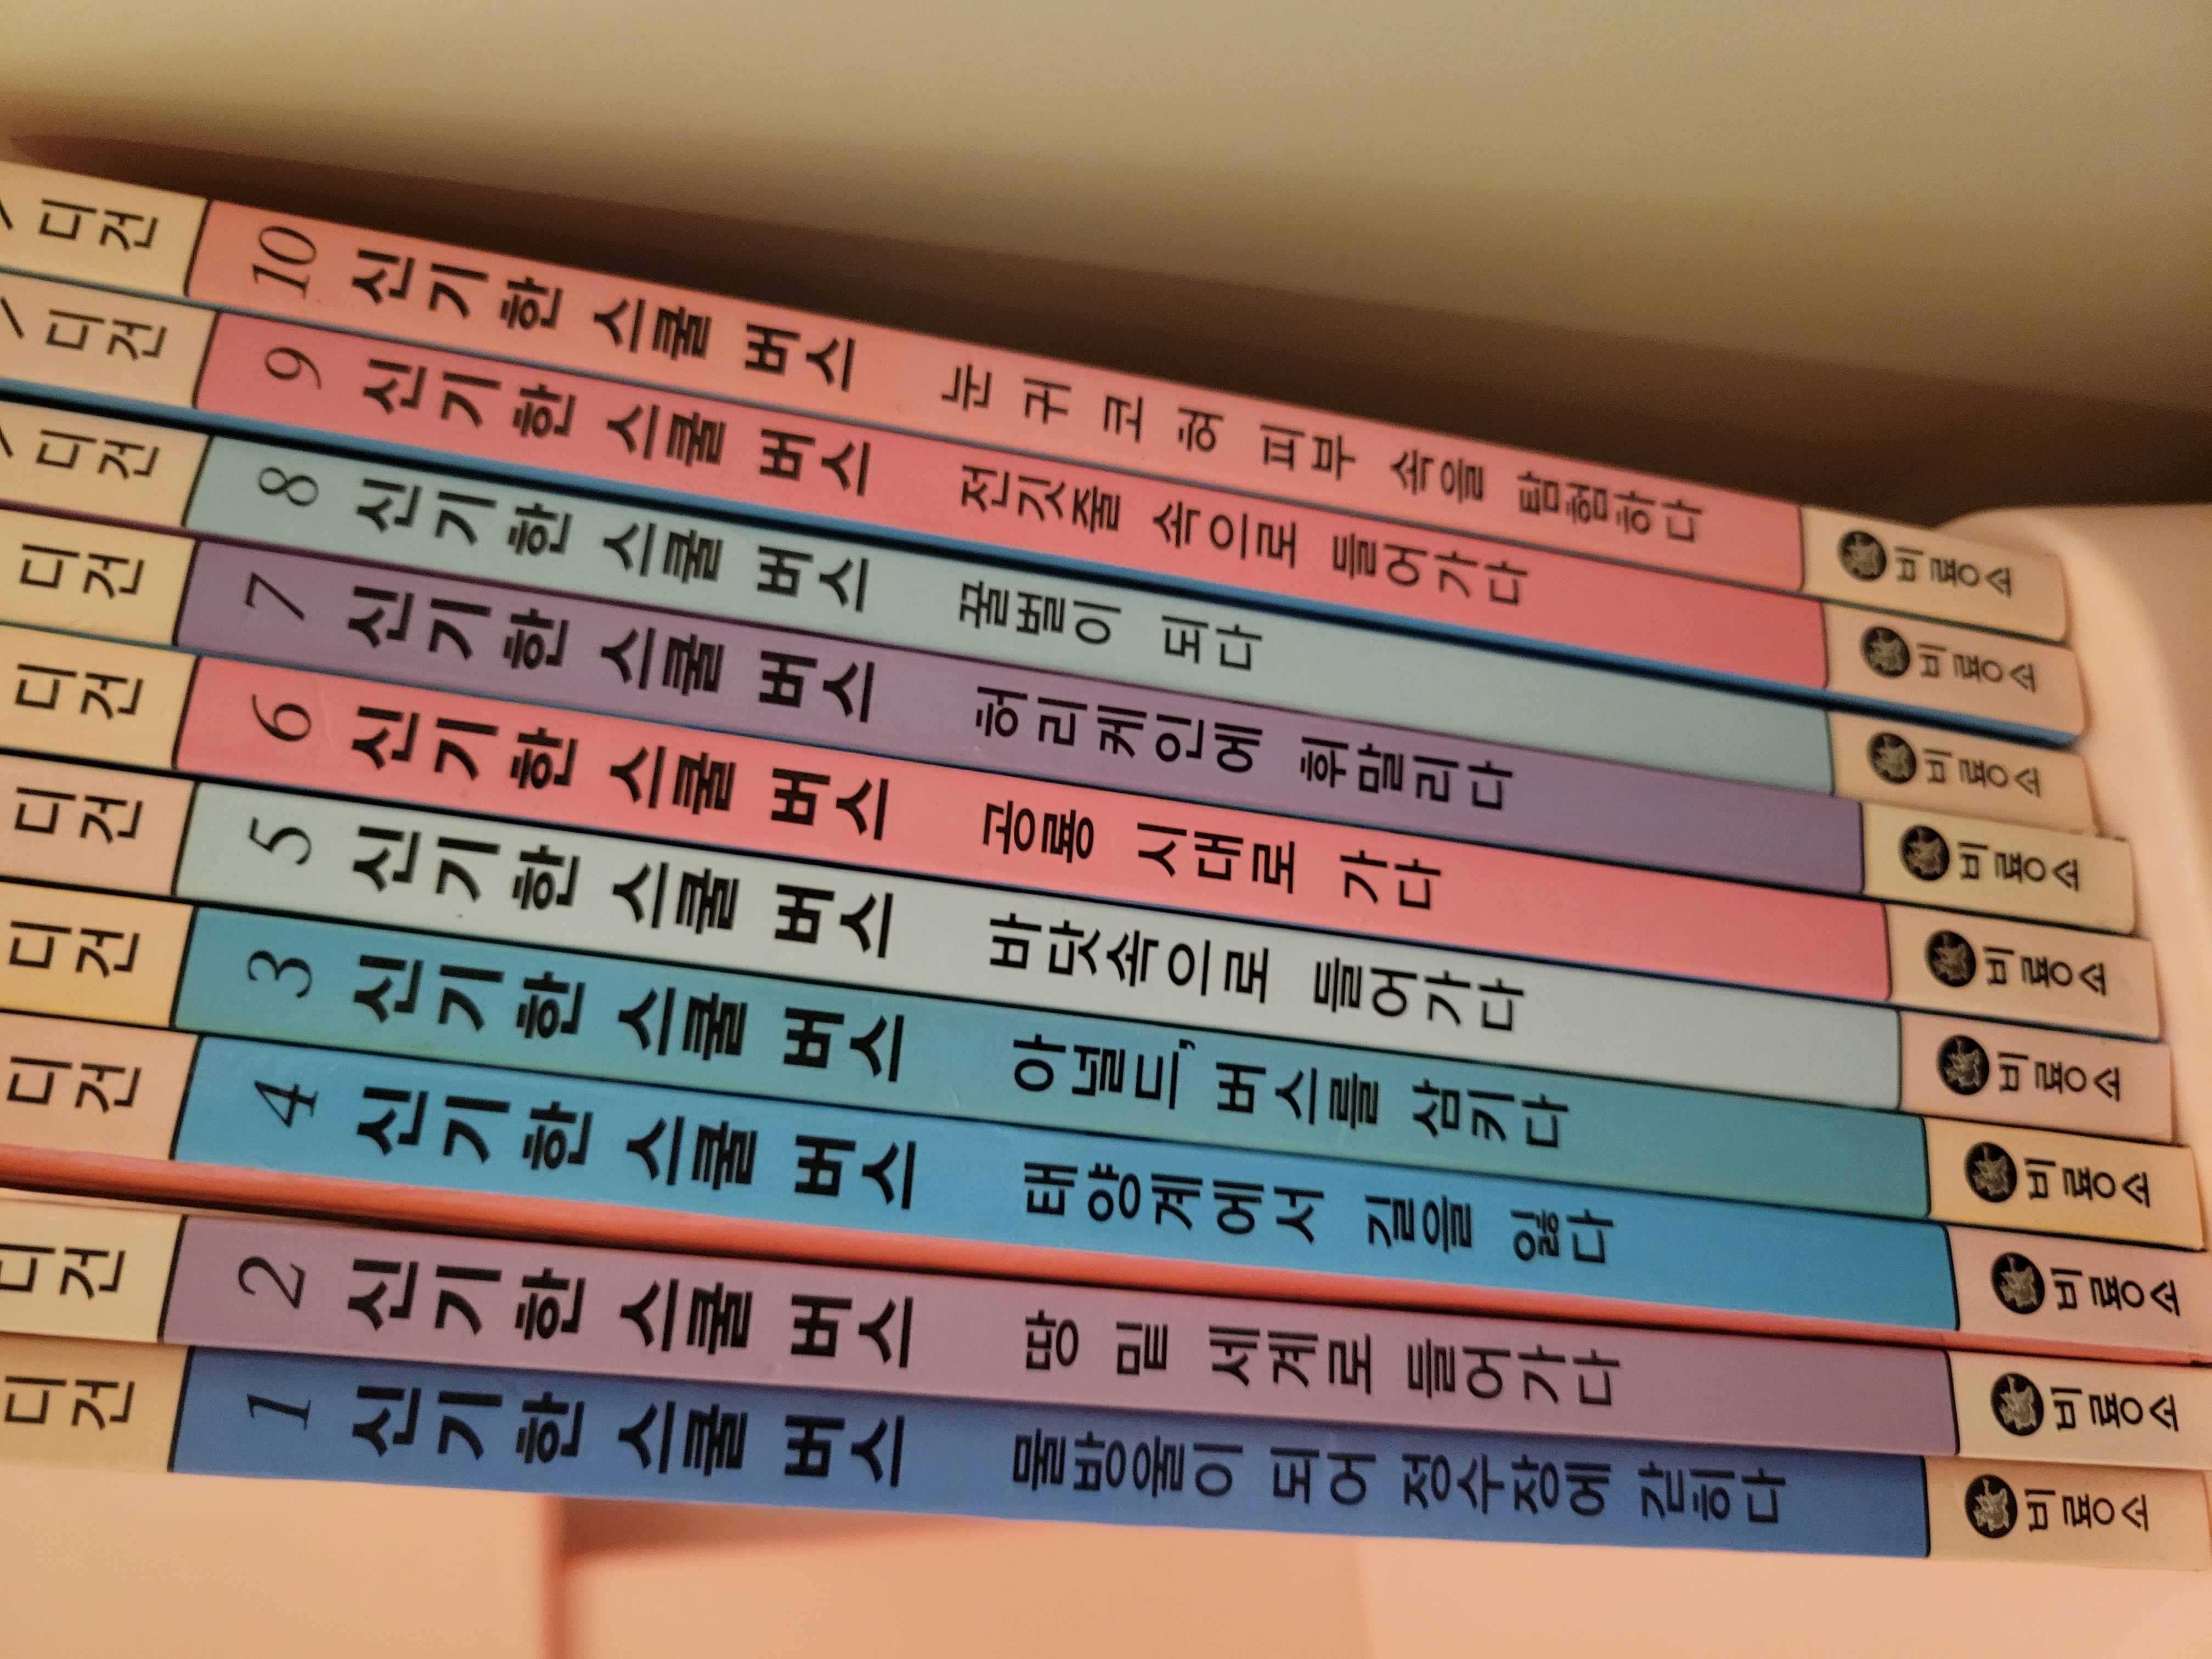 디건 10 신기한 스쿨 버스 눈 귀 코 혀 피부 속을 탐험하다 비룡소
디건 9 신기한 스쿨 버스 전깃줄 속으로 들어가다 비룡소
디건 8 신기한 스쿨 버스 꿀벌이 되다 비룡소
디건 7 신기한 스쿨 버스 허리케인에 휘말리다 비룡소
디건 6 신기한 스쿨 버스 공룡 시대로 가다 비룡소
디건 5 신기한 스쿨 버스 바닷속으로 들어가다 비룡소
디건 3 신기한 스쿨 버스 아널드, 버스를 삼키다 비룡소
디건 4 신기한 스쿨 버스 태양계에서 길을 잃다 비룡소
디건 2 신기한 스쿨 버스 땅 밑 세계로 들어가다 비룡소
디건 1 신기한 스쿨 버스 물방울이 되어 정수장에 갇히다 비룡소